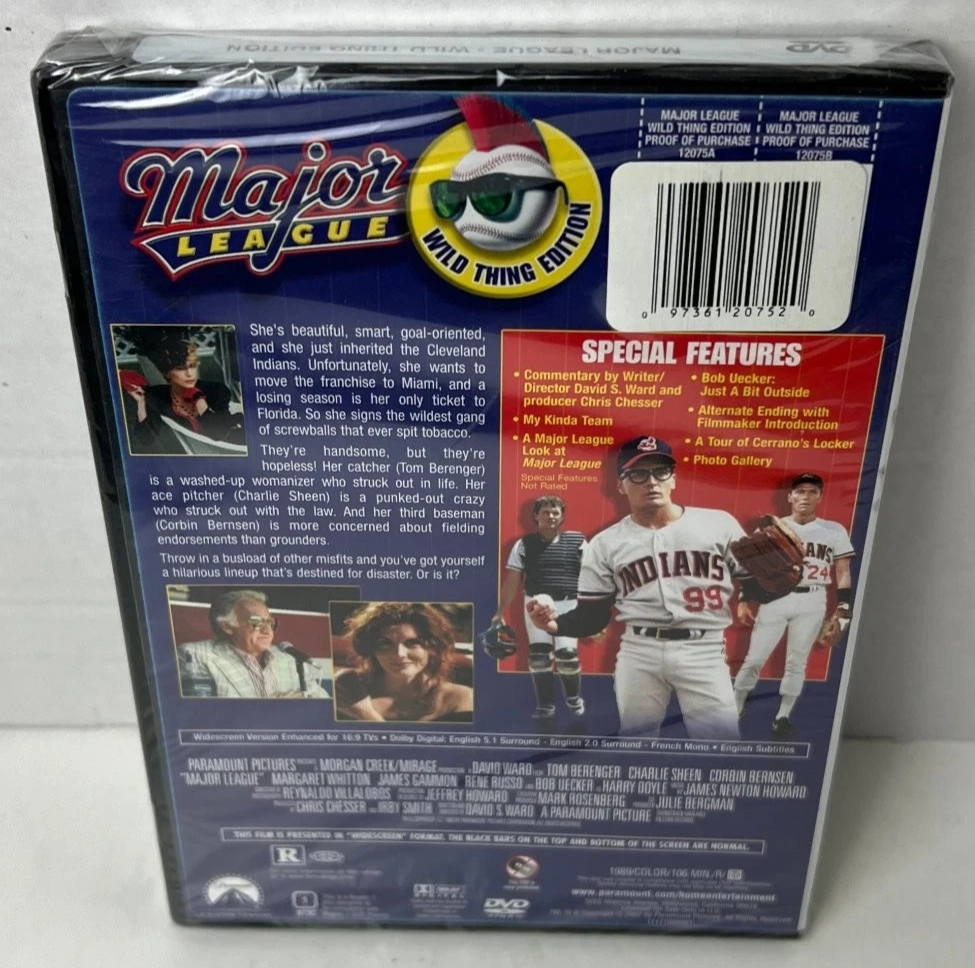 MAJOR LEAGUE - WILD THING EDITION
DVD
MAJOR LEAGUE
WILD THING EDITION
PROOF OF PURCHASE
12075A
MAJOR LEAGUE
WILD THING EDITION
PROOF OF PURCHASE
12075B
Major
LEAGUE
WILD THING EDITION
0 97361 20752 0
She's beautiful, smart, goal-oriented,
and she just inherited the Cleveland
Indians. Unfortunately, she wants to
move the franchise to Miami, and a
losing season is her only ticket to
Florida. So she signs the wildest gang
of screwballs that ever spit tobacco.
They're handsome, but they're
hopeless! Her catcher (Tom Berenger)
is a washed-up womanizer who struck out in life. Her
ace pitcher (Charlie Sheen) is a punked-out crazy
who struck out with the law. And her third baseman
(Corbin Bernsen) is more concerned about fielding
endorsements than grounders.
Throw in a busload of other misfits and you've got yourself
a hilarious lineup that's destined for disaster. Or is it?
SPECIAL FEATURES
• Commentary by Writer/
Director David S. Ward and
producer Chris Chesser
• My Kinda Team
• A Major League
Look at
Major League
Special Features
Not Rated
• Bob Uecker:
Just A Bit Outside
• Alternate Ending with
Filmmaker Introduction
• A Tour of Cerrano's Locker
• Photo Gallery
INDIANS
99
ANS
24
Widescreen Version Enhanced for 16:9 TVs • Dolby Digital: English 5.1 Surround - English 2.0 Surround - French Mono • English Subtitles
PARAMOUNT PICTURES MORGAN CREEK/MIRAGE DAVID WARD TOM BERENGER CHARLIE SHEEN CORBIN BERNSEN
"MAJOR LEAGUE" MARGARET WHITTON JAMES GAMMON RENE RUSSO BOB UECKER HARRY DOYLE JAMES NEWTON HOWARD
REYNALDO VILLALOBOS JEFFREY HOWARD MARK ROSENBERG JULIE BERGMAN
CHRIS CHESSER IRBY SMITH DAVID S. WARD A PARAMOUNT PICTURE
THIS FILM IS PRESENTED IN "WIDESCREEN" FORMAT. THE BLACK BARS ON THE TOP AND BOTTOM OF THE SCREEN ARE NORMAL.
R
1989/COLOR/106 MIN./R/
www.paramount.com/homeentertainment
1
DIGITAL
DVD